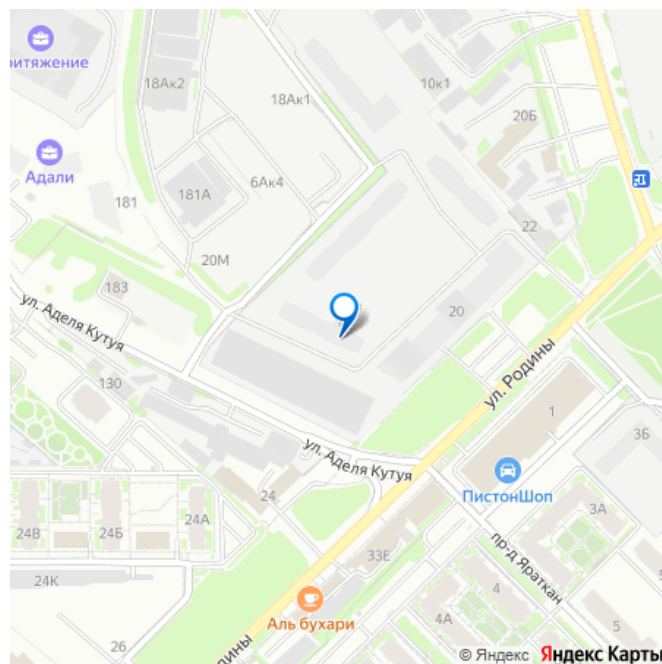 ритяжение
18Ак2
18Ак1
10к1
20Б
Адали
181
181А
6Ак4
22
20М
183
ул. Аделя Кутуя
20
ул. Родины
130
1
3Б
ул. Аделя Кутуя
ПистонШоп
24
24А
24Б
24В
3А
33Е
пр-д Яраткан
24К
4
Аль бухари
4А
5
26
одины
© Яндекс Яндекс Карты